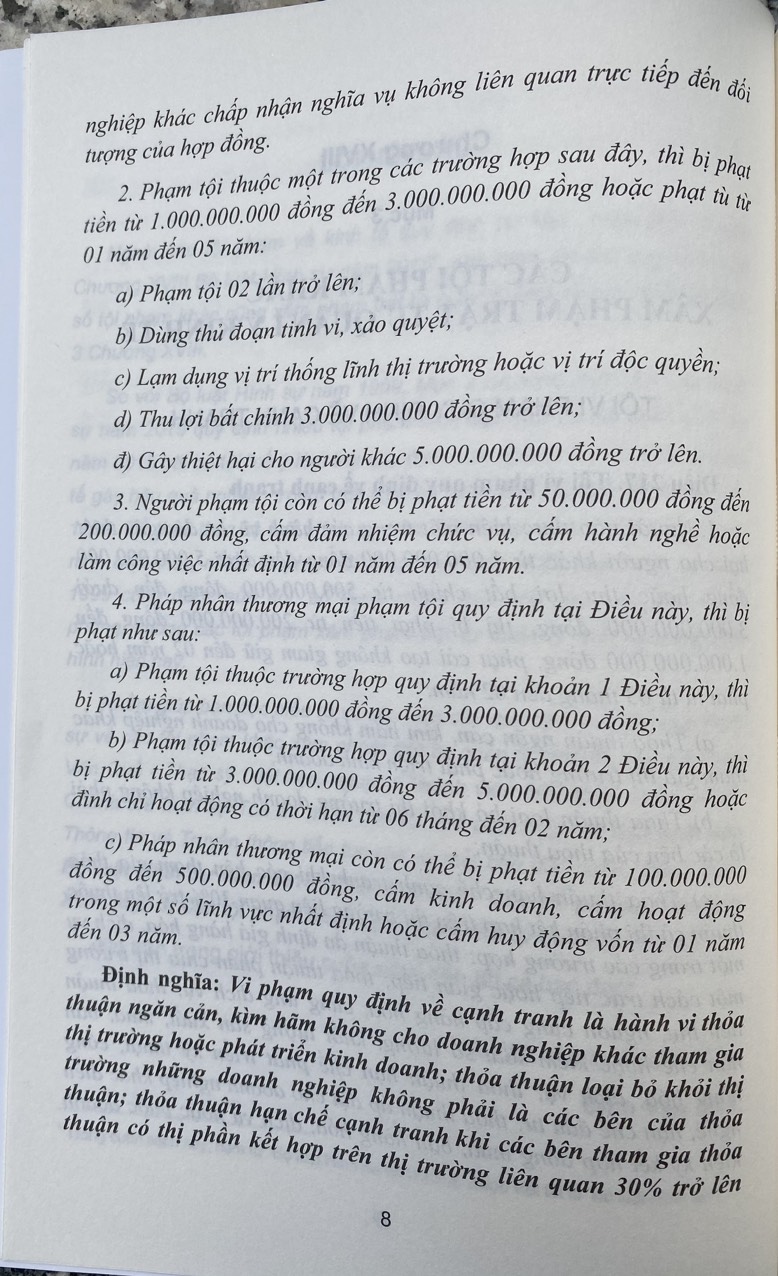 nghiệp khác chấp nhận nghĩa vụ không liên quan trực tiếp đến đối
tượng của hợp đồng.
2. Phạm tội thuộc một trong các trường hợp sau đây, thì bị phạt
tiền từ 1.000.000.000 đồng đến 3.000.000.000 đồng hoặc phạt tù từ
01 năm đến 05 năm:
a) Phạm tội 02 lần trở lên;
b) Dùng thủ đoạn tinh vi, xảo quyệt;
c) Lạm dụng vị trí thống lĩnh thị trường hoặc vị trí độc quyền;
d) Thu lợi bất chính 3.000.000.000 đồng trở lên;
đ) Gây thiệt hại cho người khác 5.000.000.000 đồng trở lên.
3. Người phạm tội còn có thể bị phạt tiền từ 50.000.000 đồng đến
200.000.000 đồng, cấm đảm nhiệm chức vụ, cấm hành nghề hoặc
làm công việc nhất định từ 01 năm đến 05 năm.
4. Pháp nhân thương mại phạm tội quy định tại Điều này, thì bị
phạt như sau:
a) Phạm tội thuộc trường hợp quy định tại khoản 1 Điều này, thì
bị phạt tiền từ 1.000.000.000 đồng đến 3.000.000.000 đồng;
b) Phạm tội thuộc trường hợp quy định tại khoản 2 Điều này, thì
bị phạt tiền từ 3.000.000.000 đồng đến 5.000.000.000 đồng hoặc
đình chỉ hoạt động có thời hạn từ 06 tháng đến 02 năm;
c) Pháp nhân thương mại còn có thể bị phạt tiền từ 100.000.000
đồng đến 500.000.000 đồng, cấm kinh doanh, cấm hoạt động
trong một số lĩnh vực nhất định hoặc cấm huy động vốn từ 01 năm
đến 03 năm.
Định nghĩa: Vi phạm quy định về cạnh tranh là hành vi thỏa
thuận ngăn cản, kìm hãm không cho doanh nghiệp khác tham gia
thị trường hoặc phát triển kinh doanh; thỏa thuận loại bỏ khỏi thị
trường những doanh nghiệp không phải là các bên của thỏa
thuận; thỏa thuận hạn chế cạnh tranh khi các bên tham gia thỏa
thuận có thị phần kết hợp trên thị trường liên quan 30% trở lên
8